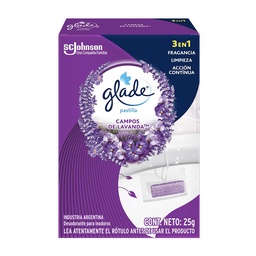 SC Johnson
Una Compañía Familiar
3 EN 1
FRAGANCIA
LIMPIEZA
ACCIÓN
CONTINUA
glade
pastilla
CAMPOS
DE LAVANDA™
INDUSTRIA ARGENTINA
Desodorante para Inodoros
CONT. NETO: 25g
LEA ATENTAMENTE EL RÓTULO ANTES DE USAR EL PRODUCTO